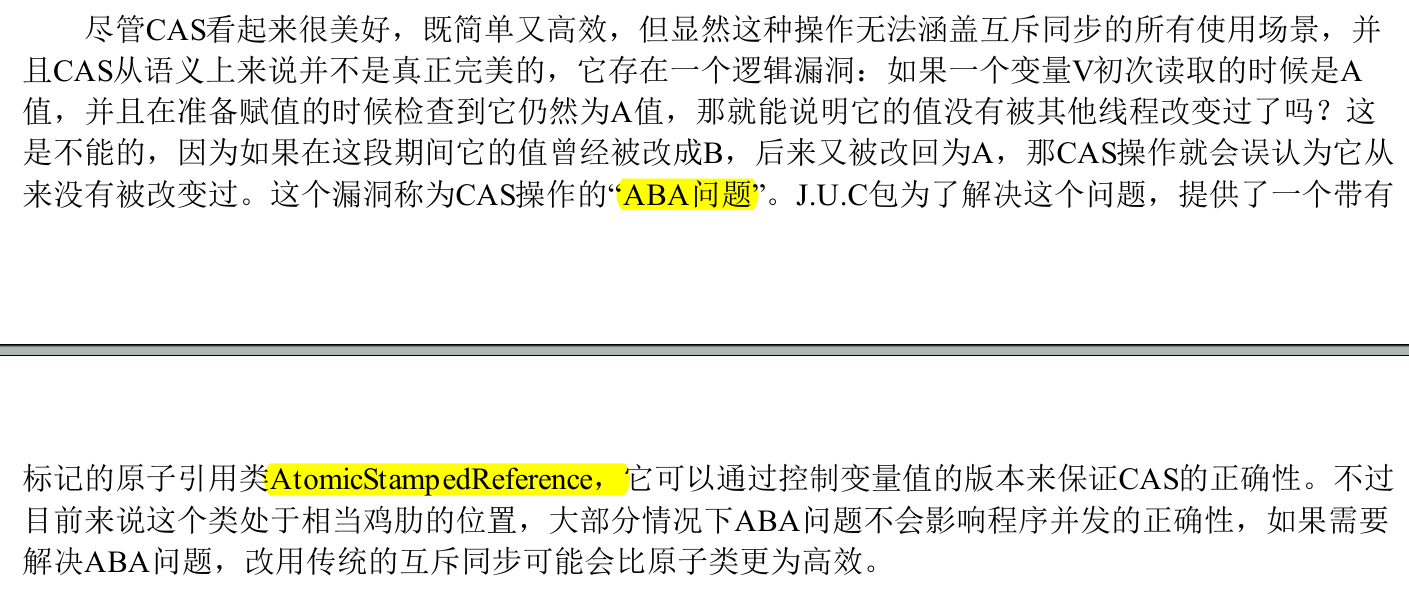 尽管CAS看起来很美好，既简单又高效，但显然这种操作无法涵盖互斥同步的所有使用场景，并
且CAS从语义上来说并不是真正完美的，它存在一个逻辑漏洞：如果一个变量V初次读取的时候是A
值，并且在准备赋值的时候检查到它仍然为A值，那就能说明它的值没有被其他线程改变过了吗？这
是不能的，因为如果在这段期间它的值曾经被改成B，后来又被改回为A，那CAS操作就会误认为它从
来没有被改变过。这个漏洞称为CAS操作的“ABA问题”。J.U.C包为了解决这个问题，提供了一个带有
标记的原子引用类AtomicStampedReference，它可以通过控制变量值的版本来保证CAS的正确性。不过
目前来说这个类处于相当鸡肋的位置，大部分情况下ABA问题不会影响程序并发的正确性，如果需要
解决ABA问题，改用传统的互斥同步可能会比原子类更为高效。